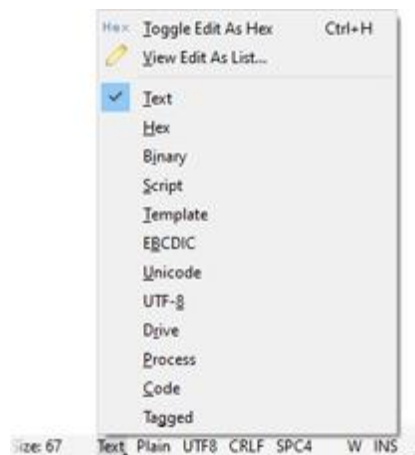 Hex Toggle Edit As Hex Ctrl+H
View Edit As List...
Text
Hex
Binary
Script
Template
EBCDIC
Unicode
UTF-8
Drive
Process
Code
Tagged
Size: 67 Text Plain UTF8 CRLF SPC4 W INS